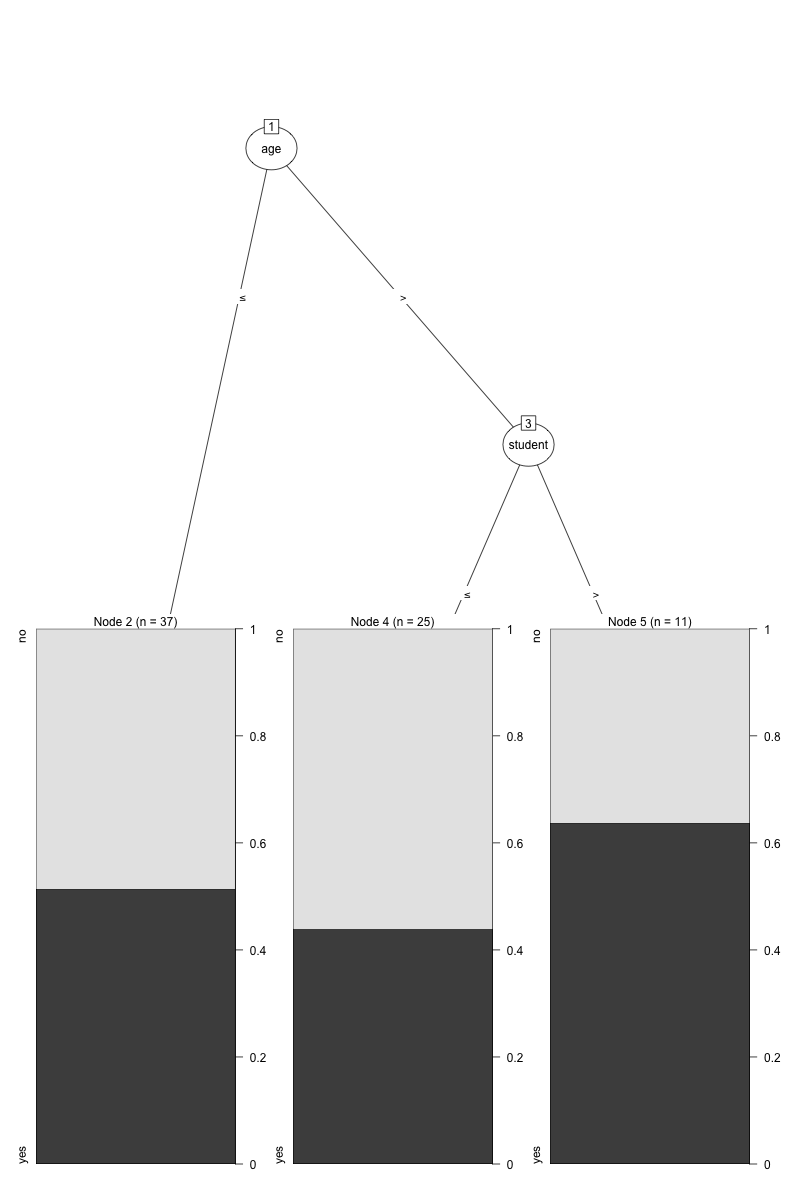 1
age
≤
>
3
student
≤
>
Node 2 (n = 37)
no
yes
1
0.8
0.6
0.4
0.2
0
Node 4 (n = 25)
no
yes
1
0.8
0.6
0.4
0.2
0
Node 5 (n = 11)
no
yes
1
0.8
0.6
0.4
0.2
0